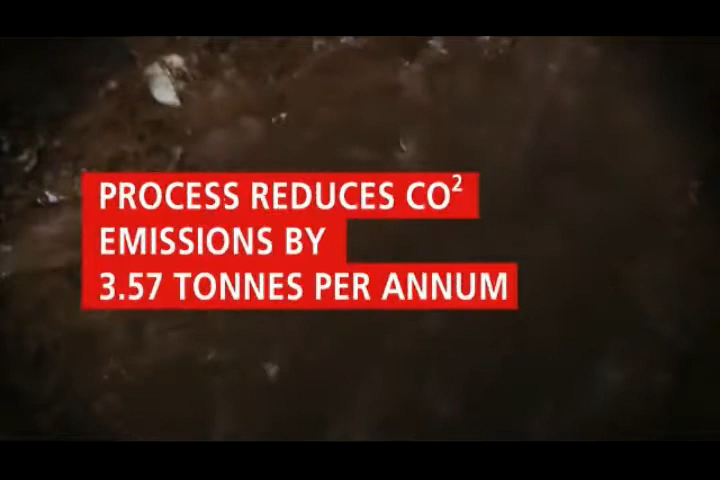 PROCESS REDUCES CO²
EMISSIONS BY
3.57 TONNES PER ANNUM